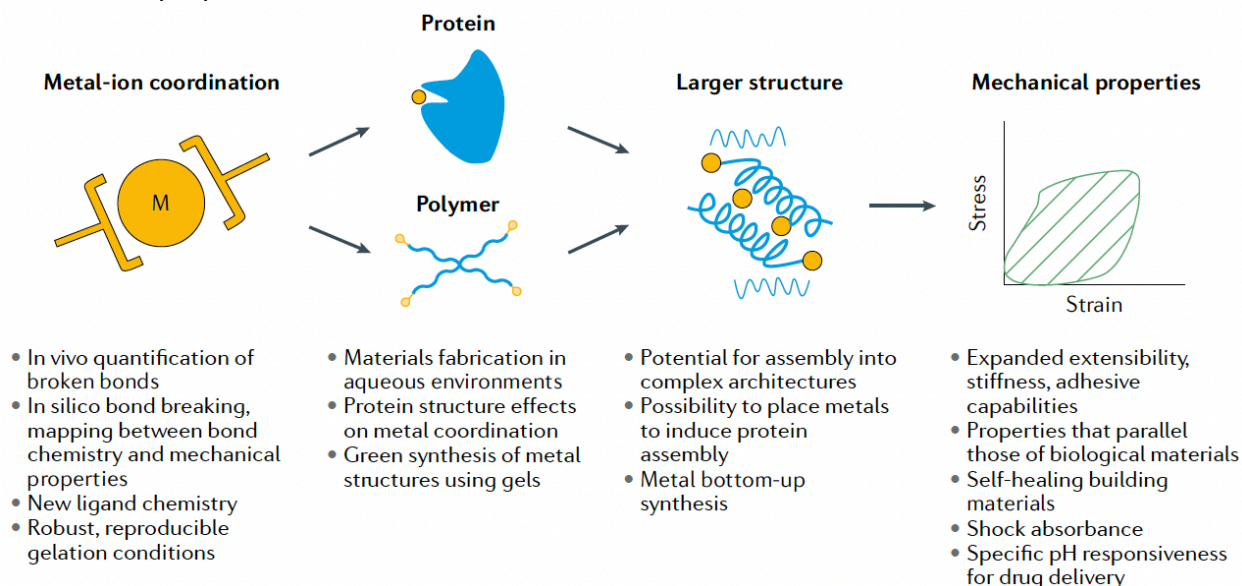 Metal-ion coordination
M
Protein
Polymer
Larger structure
Mechanical properties
Stress
Strain
• In vivo quantification of
broken bonds
• In silico bond breaking,
mapping between bond
chemistry and mechanical
properties
• New ligand chemistry
• Robust, reproducible
gelation conditions
• Materials fabrication in
aqueous environments
• Protein structure effects
on metal coordination
• Green synthesis of metal
structures using gels
• Potential for assembly into
complex architectures
• Possibility to place metals
to induce protein
assembly
• Metal bottom-up
synthesis
• Expanded extensibility,
stiffness, adhesive
capabilities
• Properties that parallel
those of biological materials
• Self-healing building
materials
• Shock absorbance
• Specific pH responsiveness
for drug delivery